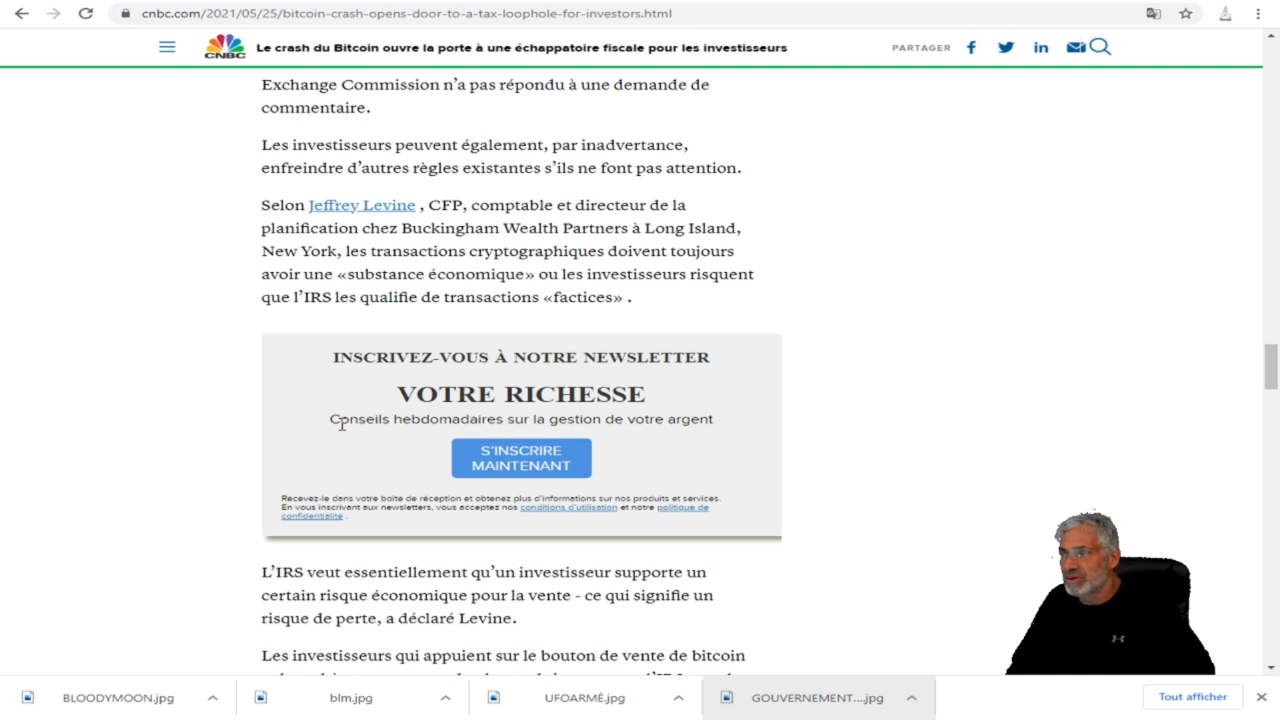 cnbc.com/2021/05/25/bitcoin-crash-opens-door-to-a-tax-loophole-for-investors.html
CNBC
Le crash du Bitcoin ouvre la porte à une échappatoire fiscale pour les investisseurs
PARTAGER
Exchange Commission n'a pas répondu à une demande de
commentaire.
Les investisseurs peuvent également, par inadvertance,
enfreindre d'autres règles existantes s'ils ne font pas attention.
Selon Jeffrey Levine , CFP, comptable et directeur de la
planification chez Buckingham Wealth Partners à Long Island,
New York, les transactions cryptographiques doivent toujours
avoir une «substance économique» ou les investisseurs risquent
que l'IRS les qualifie de transactions «factices» .
INSCRIVEZ-VOUS À NOTRE NEWSLETTER
VOTRE RICHESSE
Conseils hebdomadaires sur la gestion de votre argent
S'INSCRIRE
MAINTENANT
Recevez-le dans votre boîte de réception et obtenez plus d'informations sur nos produits et services.
En vous inscrivant aux newsletters, vous acceptez nos conditions d'utilisation et notre politique de
confidentialité .
L'IRS veut essentiellement qu'un investisseur supporte un
certain risque économique pour la vente - ce qui signifie un
risque de perte, a déclaré Levine.
Les investisseurs qui appuient sur le bouton de vente de bitcoin
BLOODYMOON.jpg
blm.jpg
UFOARMÉ.jpg
GOUVERNEMENT....jpg
Tout afficher